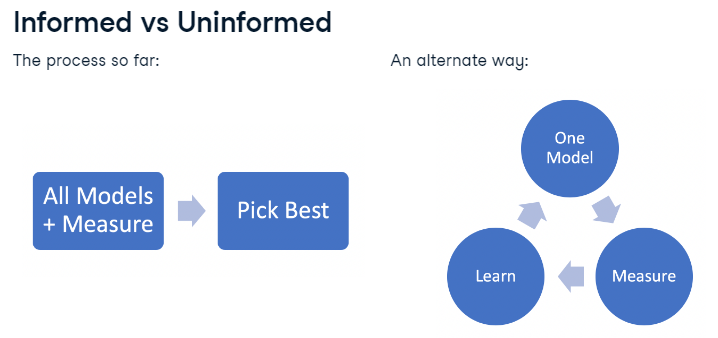 Informed vs Uninformed
The process so far:
An alternate way:
All Models
+ Measure
Pick Best
One
Model
Measure
Learn